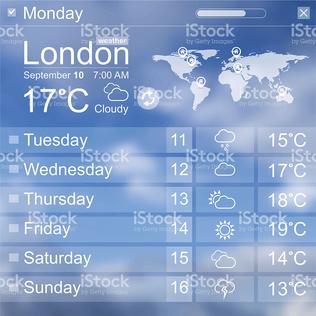 Monday
weather
London
September 10 7:00 AM
17°C Cloudy
Tuesday 11 15°C
Wednesday 12 17°C
Thursday 13 18°C
Friday 14 19°C
Saturday 15 14°C
Sunday 16 13°C
iStock
by Getty Images